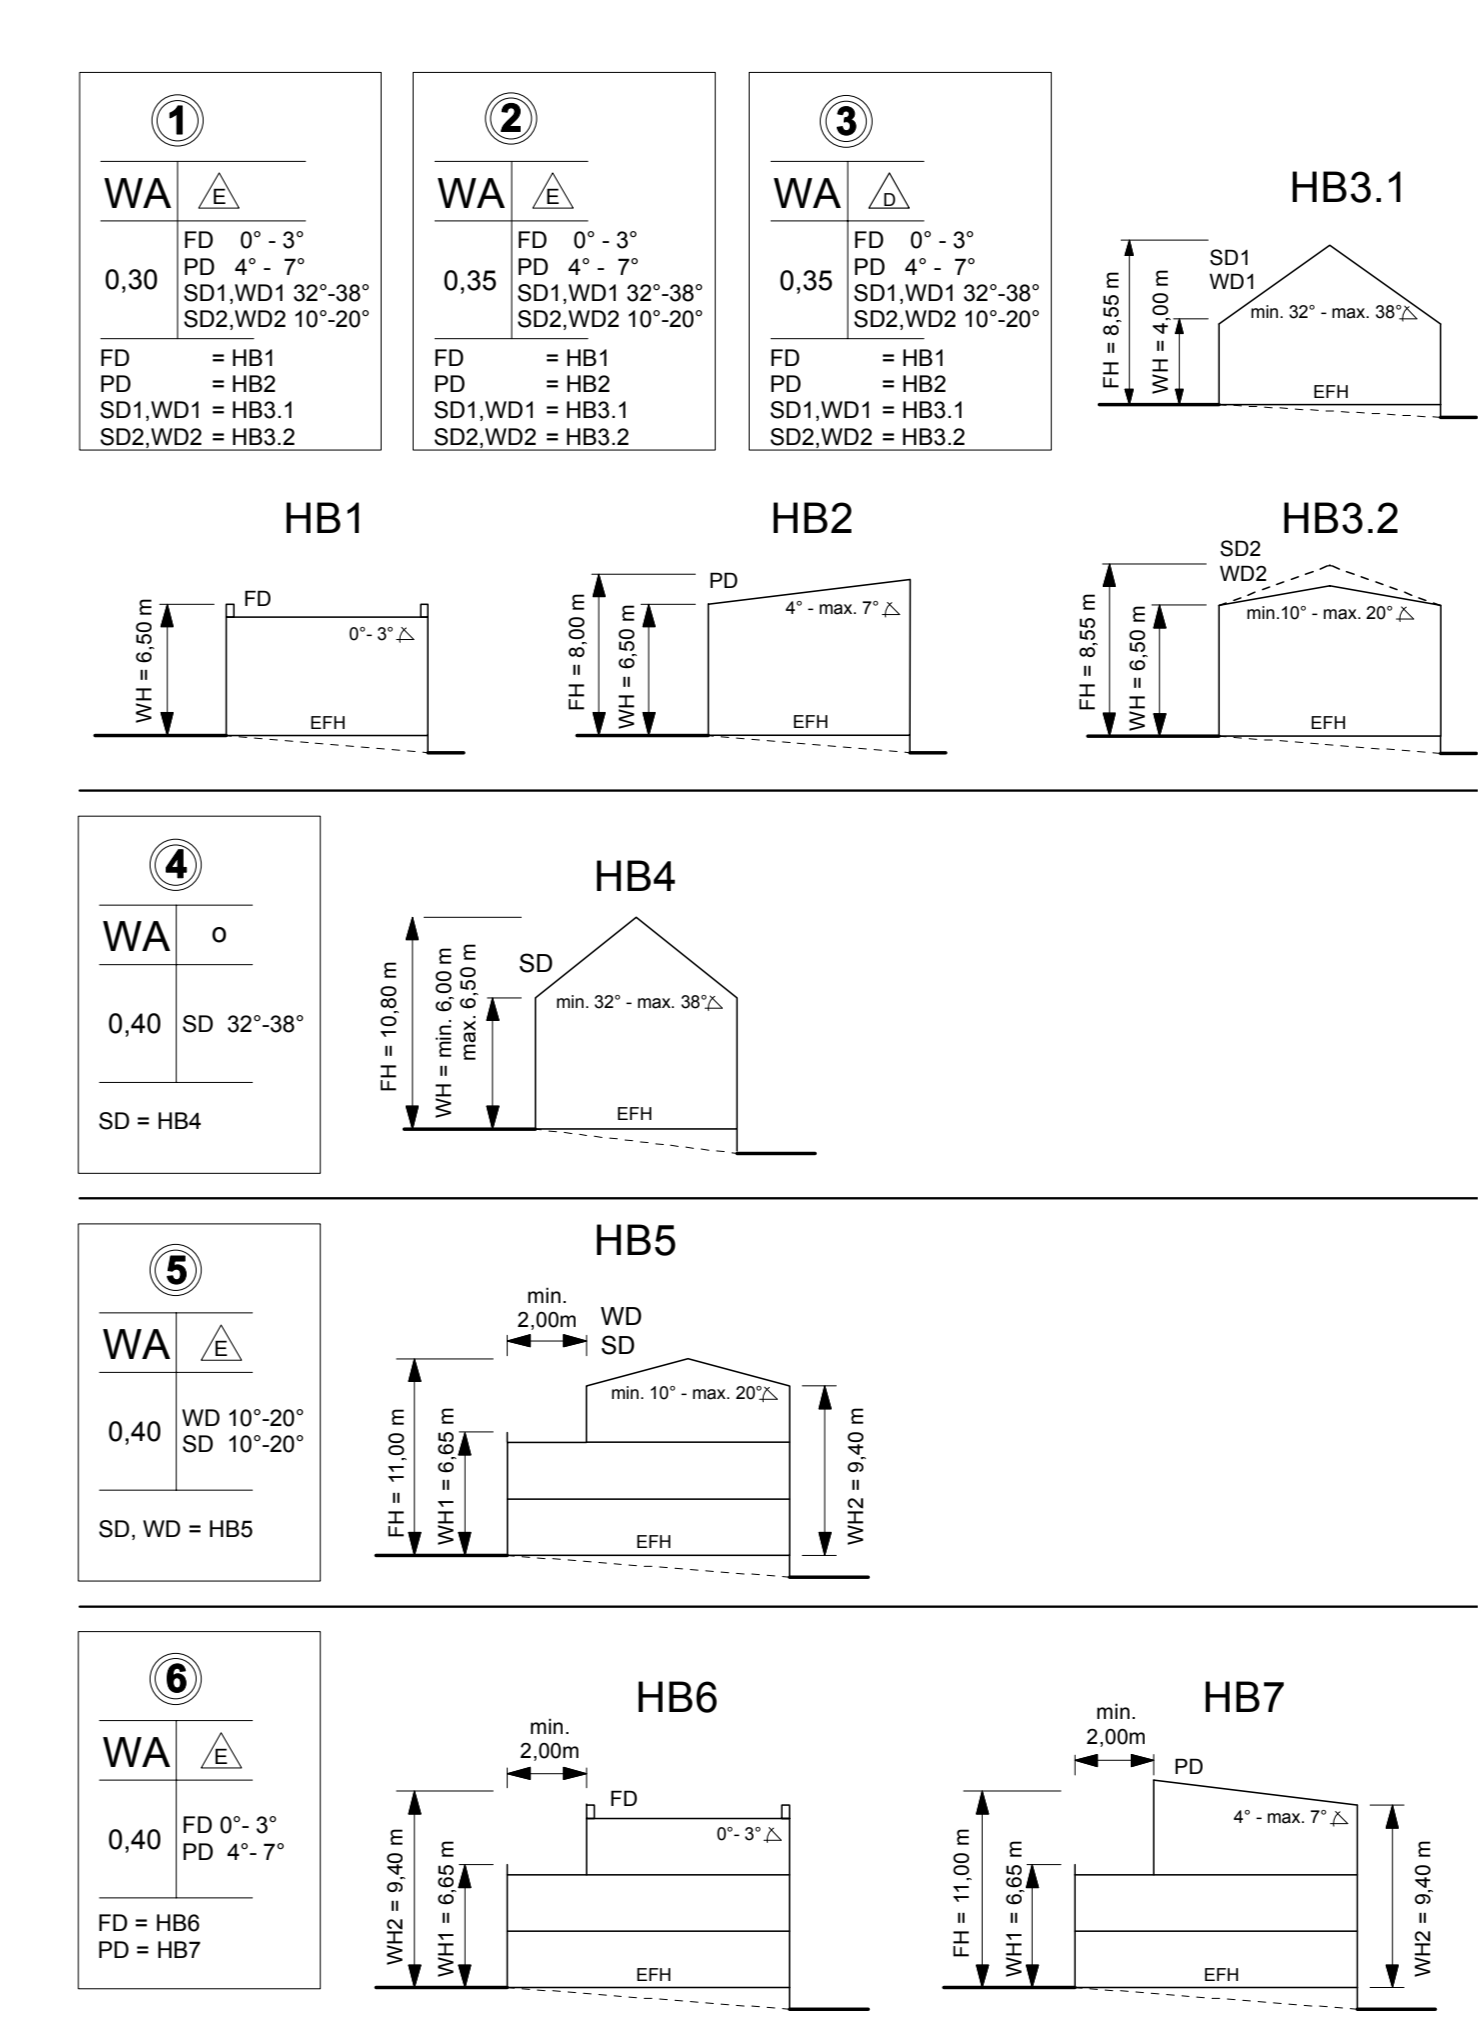 1
WA E
0,30
FD 0° - 3°
PD 4° - 7°
SD1,WD1 32°-38°
SD2,WD2 10°-20°
FD = HB1
PD = HB2
SD1,WD1 = HB3.1
SD2,WD2 = HB3.2
2
WA E
0,35
FD 0° - 3°
PD 4° - 7°
SD1,WD1 32°-38°
SD2,WD2 10°-20°
FD = HB1
PD = HB2
SD1,WD1 = HB3.1
SD2,WD2 = HB3.2
3
WA D
0,35
FD 0° - 3°
PD 4° - 7°
SD1,WD1 32°-38°
SD2,WD2 10°-20°
FD = HB1
PD = HB2
SD1,WD1 = HB3.1
SD2,WD2 = HB3.2
HB3.1
SD1
WD1
min. 32° - max. 38°
FH = 8,55 m
WH = 4,00 m
EFH
HB1
FD
0°- 3°
WH = 6,50 m
EFH
HB2
PD
4° - max. 7°
FH = 8,00 m
WH = 6,50 m
EFH
HB3.2
SD2
WD2
min.10° - max. 20°
FH = 8,55 m
WH = 6,50 m
EFH
4
WA o
0,40 SD 32°-38°
SD = HB4
HB4
SD
min. 32° - max. 38°
FH = 10,80 m
WH = min. 6,00 m
max. 6,50 m
EFH
5
WA E
0,40
WD 10°-20°
SD 10°-20°
SD, WD = HB5
HB5
min.
2,00m
WD
SD
min. 10° - max. 20°
FH = 11,00 m
WH1 = 6,65 m
WH2 = 9,40 m
EFH
6
WA E
0,40
FD 0°- 3°
PD 4°- 7°
FD = HB6
PD = HB7
HB6
min.
2,00m
FD
0°- 3°
WH2 = 9,40 m
WH1 = 6,65 m
EFH
HB7
min.
2,00m
PD
4° - max. 7°
FH = 11,00 m
WH1 = 6,65 m
WH2 = 9,40 m
EFH